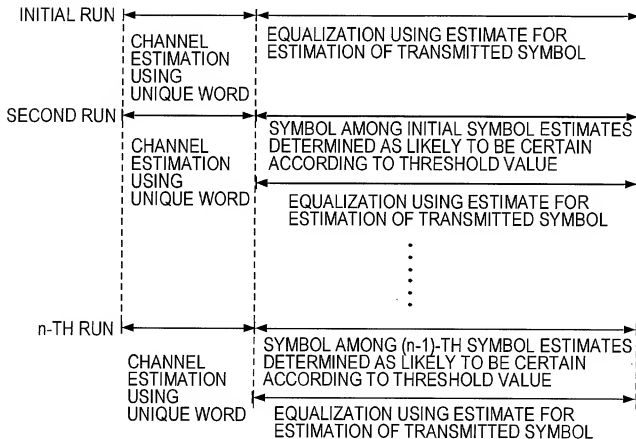 INITIAL RUN
CHANNEL
ESTIMATION
USING
UNIQUE WORD
EQUALIZATION USING ESTIMATE FOR
ESTIMATION OF TRANSMITTED SYMBOL
SECOND RUN
CHANNEL
ESTIMATION
USING
UNIQUE WORD
SYMBOL AMONG INITIAL SYMBOL ESTIMATES
DETERMINED AS LIKELY TO BE CERTAIN
ACCORDING TO THRESHOLD VALUE
EQUALIZATION USING ESTIMATE FOR
ESTIMATION OF TRANSMITTED SYMBOL
n-TH RUN
CHANNEL
ESTIMATION
USING
UNIQUE WORD
SYMBOL AMONG (n-1)-TH SYMBOL ESTIMATES
DETERMINED AS LIKELY TO BE CERTAIN
ACCORDING TO THRESHOLD VALUE
EQUALIZATION USING ESTIMATE FOR
ESTIMATION OF TRANSMITTED SYMBOL